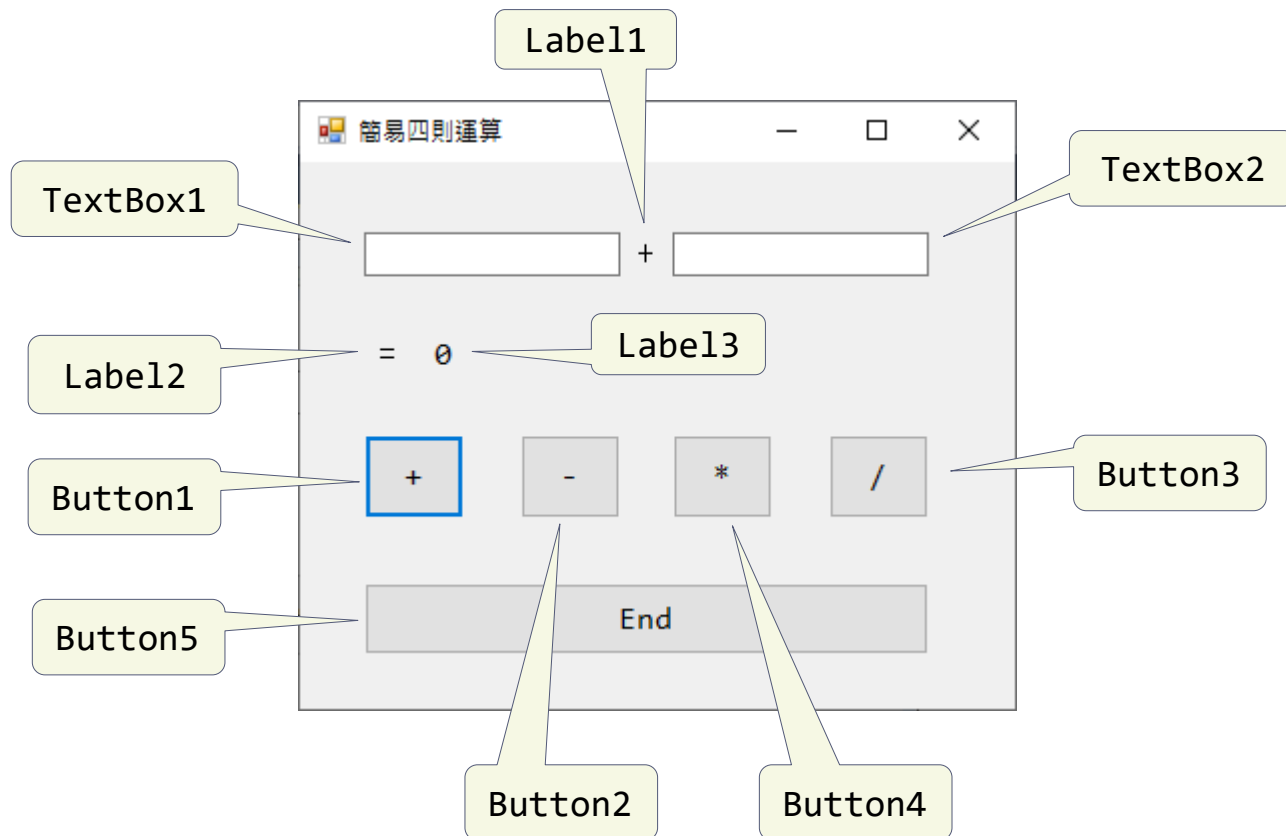 Label1
簡易四則運算
TextBox1
TextBox2
+
= 0
Label3
Label2
+ - * /
Button1
Button3
End
Button5
Button2
Button4